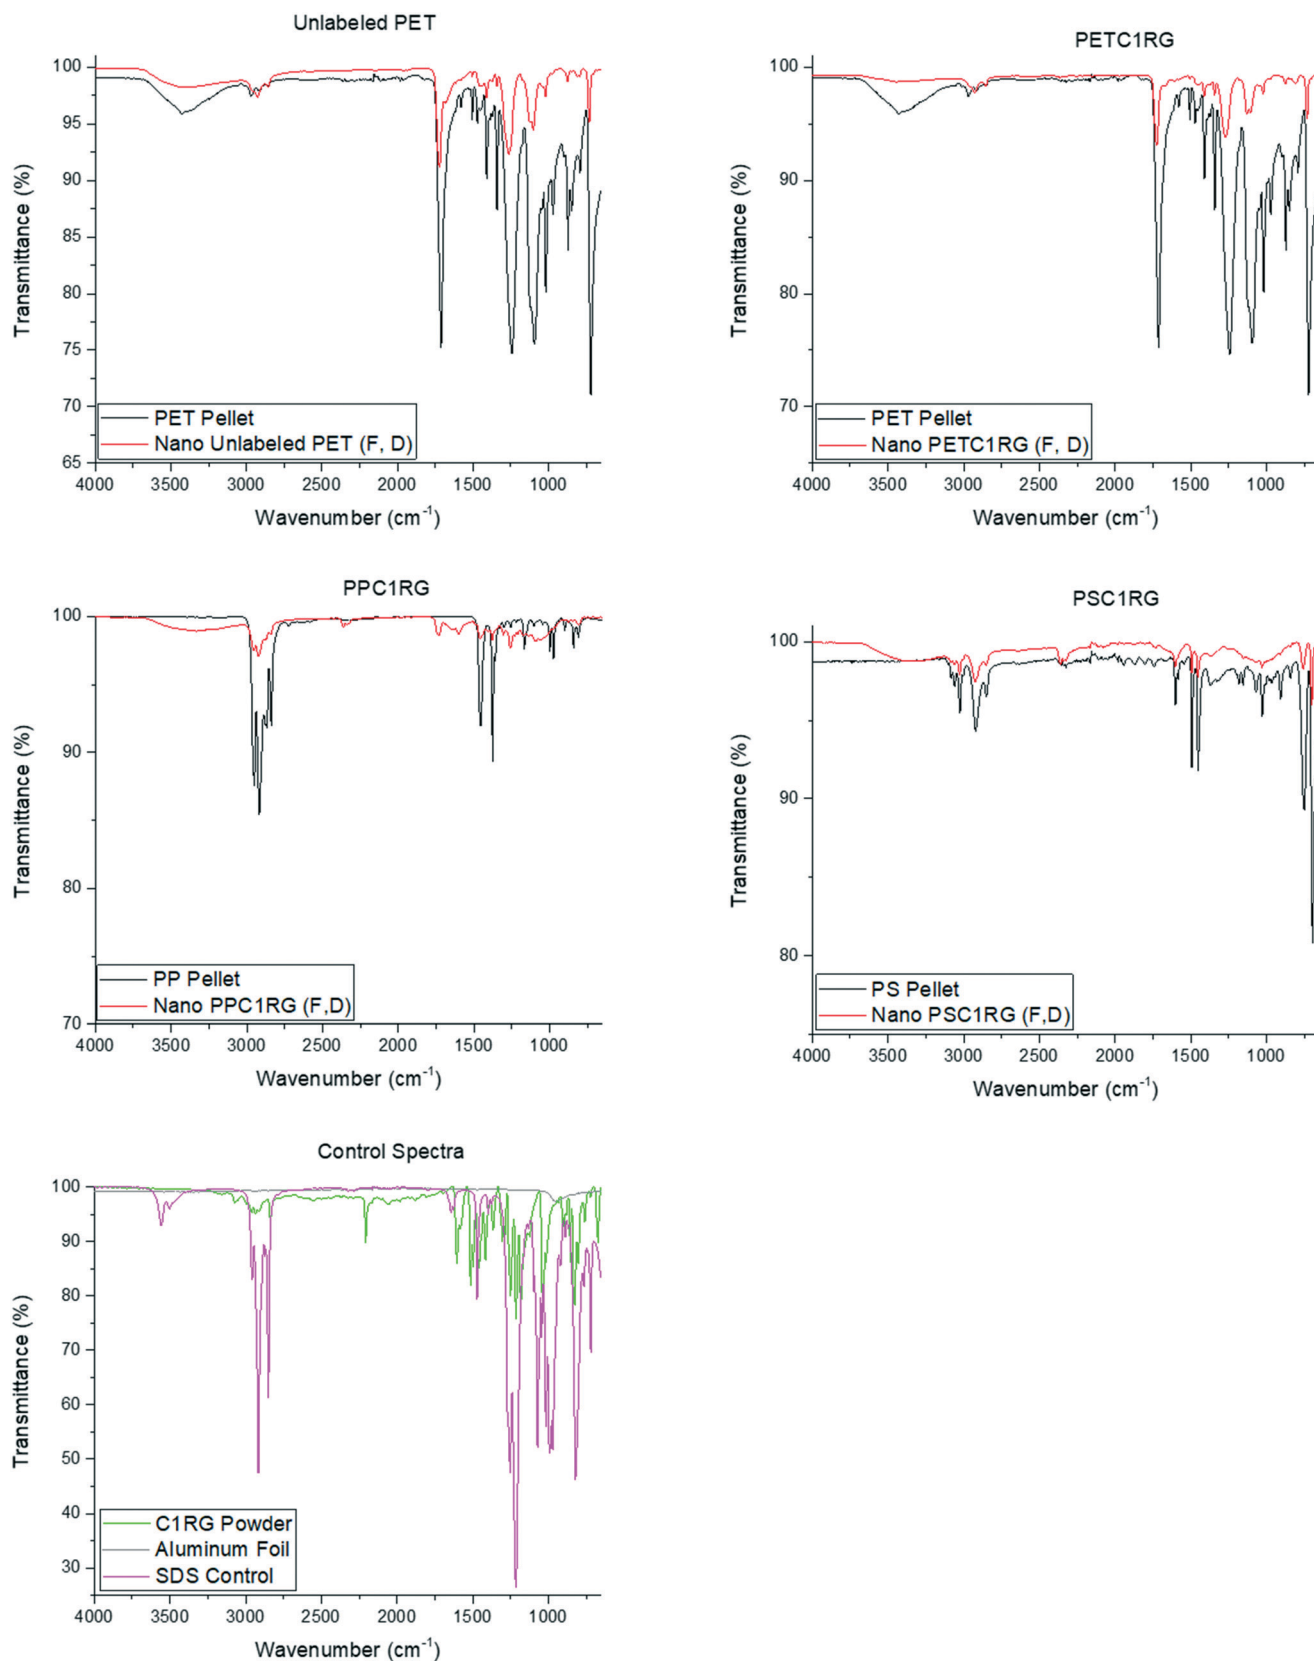 Unlabeled PET
100
95
90
85
80
75
70
65
Transmittance (%)
PET Pellet
Nano Unlabeled PET (F, D)
4000 3500 3000 2500 2000 1500 1000
Wavenumber (cm⁻¹)
PETC1RG
100
90
80
70
Transmittance (%)
PET Pellet
Nano PETC1RG (F, D)
4000 3500 3000 2500 2000 1500 1000
Wavenumber (cm⁻¹)
PPC1RG
100
90
80
70
Transmittance (%)
PP Pellet
Nano PPC1RG (F,D)
4000 3500 3000 2500 2000 1500 1000
Wavenumber (cm⁻¹)
PSC1RG
100
90
80
Transmittance (%)
PS Pellet
Nano PSC1RG (F,D)
4000 3500 3000 2500 2000 1500 1000
Wavenumber (cm⁻¹)
Control Spectra
100
90
80
70
60
50
40
30
Transmittance (%)
C1RG Powder
Aluminum Foil
SDS Control
4000 3500 3000 2500 2000 1500 1000
Wavenumber (cm⁻¹)